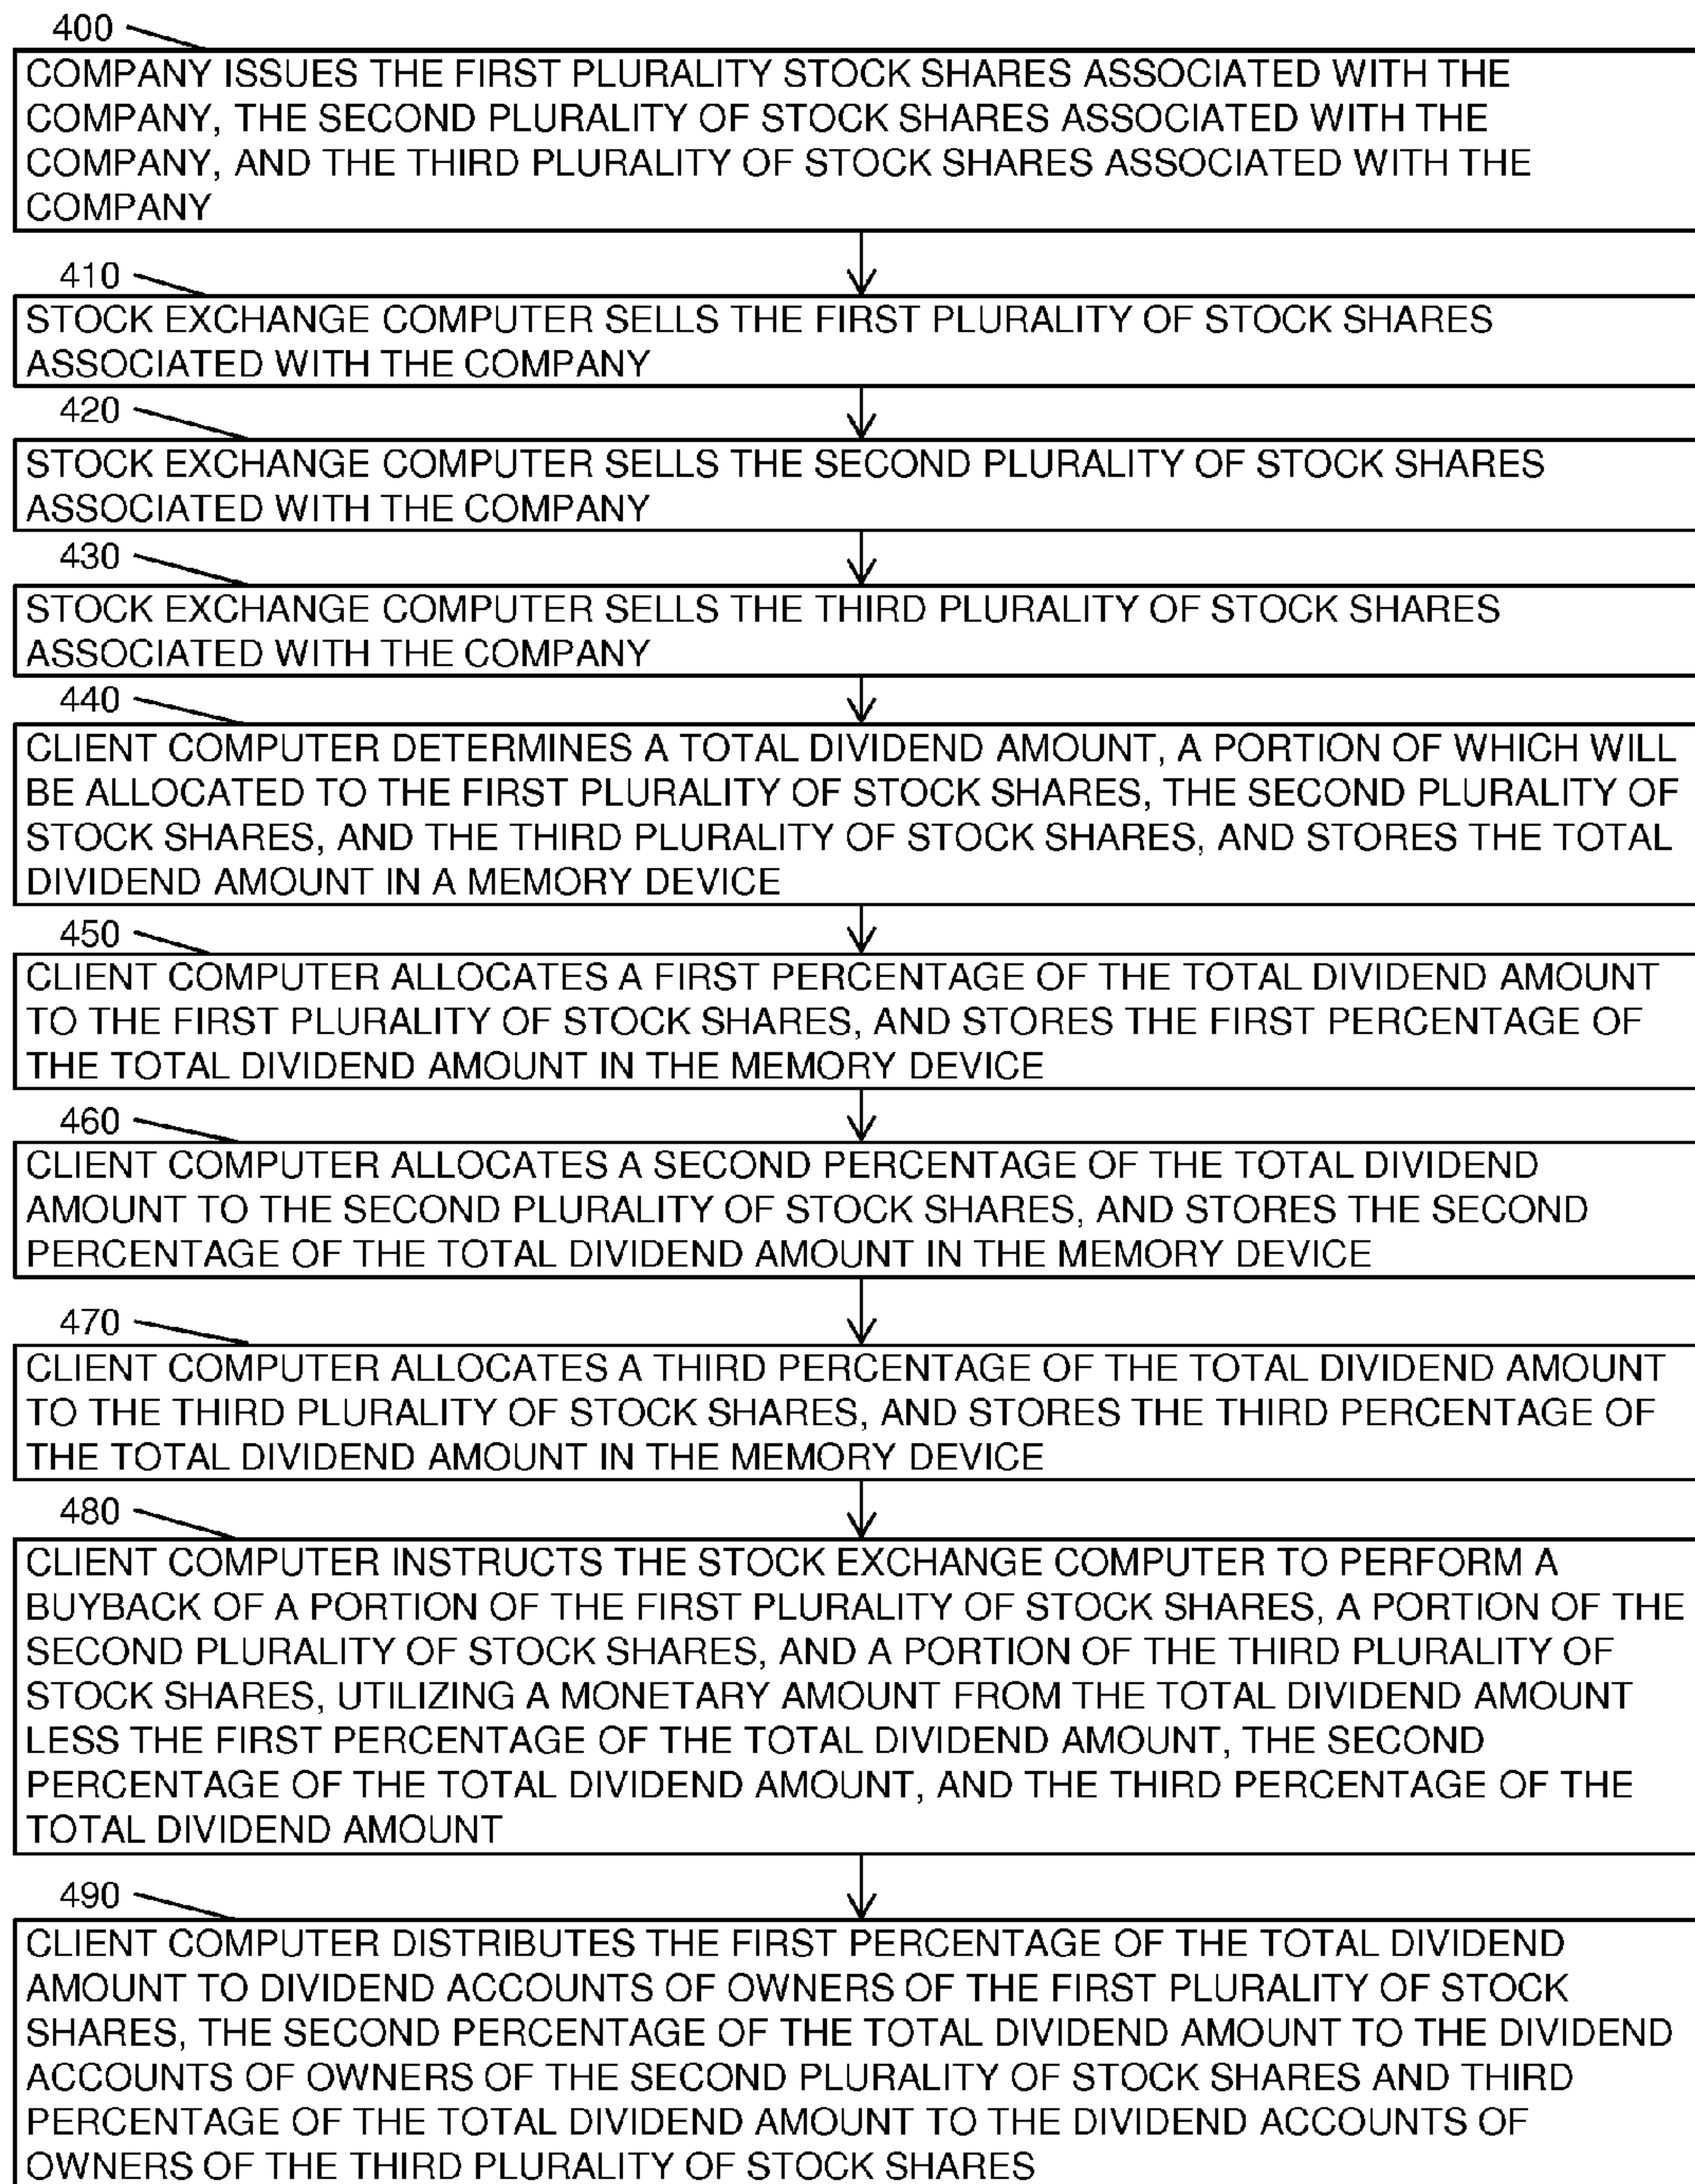 400
COMPANY ISSUES THE FIRST PLURALITY STOCK SHARES ASSOCIATED WITH THE
COMPANY, THE SECOND PLURALITY OF STOCK SHARES ASSOCIATED WITH THE
COMPANY, AND THE THIRD PLURALITY OF STOCK SHARES ASSOCIATED WITH THE
COMPANY
410
STOCK EXCHANGE COMPUTER SELLS THE FIRST PLURALITY OF STOCK SHARES
ASSOCIATED WITH THE COMPANY
420
STOCK EXCHANGE COMPUTER SELLS THE SECOND PLURALITY OF STOCK SHARES
ASSOCIATED WITH THE COMPANY
430
STOCK EXCHANGE COMPUTER SELLS THE THIRD PLURALITY OF STOCK SHARES
ASSOCIATED WITH THE COMPANY
440
CLIENT COMPUTER DETERMINES A TOTAL DIVIDEND AMOUNT, A PORTION OF WHICH WILL
BE ALLOCATED TO THE FIRST PLURALITY OF STOCK SHARES, THE SECOND PLURALITY OF
STOCK SHARES, AND THE THIRD PLURALITY OF STOCK SHARES, AND STORES THE TOTAL
DIVIDEND AMOUNT IN A MEMORY DEVICE
450
CLIENT COMPUTER ALLOCATES A FIRST PERCENTAGE OF THE TOTAL DIVIDEND AMOUNT
TO THE FIRST PLURALITY OF STOCK SHARES, AND STORES THE FIRST PERCENTAGE OF
THE TOTAL DIVIDEND AMOUNT IN THE MEMORY DEVICE
460
CLIENT COMPUTER ALLOCATES A SECOND PERCENTAGE OF THE TOTAL DIVIDEND
AMOUNT TO THE SECOND PLURALITY OF STOCK SHARES, AND STORES THE SECOND
PERCENTAGE OF THE TOTAL DIVIDEND AMOUNT IN THE MEMORY DEVICE
470
CLIENT COMPUTER ALLOCATES A THIRD PERCENTAGE OF THE TOTAL DIVIDEND AMOUNT
TO THE THIRD PLURALITY OF STOCK SHARES, AND STORES THE THIRD PERCENTAGE OF
THE TOTAL DIVIDEND AMOUNT IN THE MEMORY DEVICE
480
CLIENT COMPUTER INSTRUCTS THE STOCK EXCHANGE COMPUTER TO PERFORM A
BUYBACK OF A PORTION OF THE FIRST PLURALITY OF STOCK SHARES, A PORTION OF THE
SECOND PLURALITY OF STOCK SHARES, AND A PORTION OF THE THIRD PLURALITY OF
STOCK SHARES, UTILIZING A MONETARY AMOUNT FROM THE TOTAL DIVIDEND AMOUNT
LESS THE FIRST PERCENTAGE OF THE TOTAL DIVIDEND AMOUNT, THE SECOND
PERCENTAGE OF THE TOTAL DIVIDEND AMOUNT, AND THE THIRD PERCENTAGE OF THE
TOTAL DIVIDEND AMOUNT
490
CLIENT COMPUTER DISTRIBUTES THE FIRST PERCENTAGE OF THE TOTAL DIVIDEND
AMOUNT TO DIVIDEND ACCOUNTS OF OWNERS OF THE FIRST PLURALITY OF STOCK
SHARES, THE SECOND PERCENTAGE OF THE TOTAL DIVIDEND AMOUNT TO THE DIVIDEND
ACCOUNTS OF OWNERS OF THE SECOND PLURALITY OF STOCK SHARES AND THIRD
PERCENTAGE OF THE TOTAL DIVIDEND AMOUNT TO THE DIVIDEND ACCOUNTS OF
OWNERS OF THE THIRD PLURALITY OF STOCK SHARES